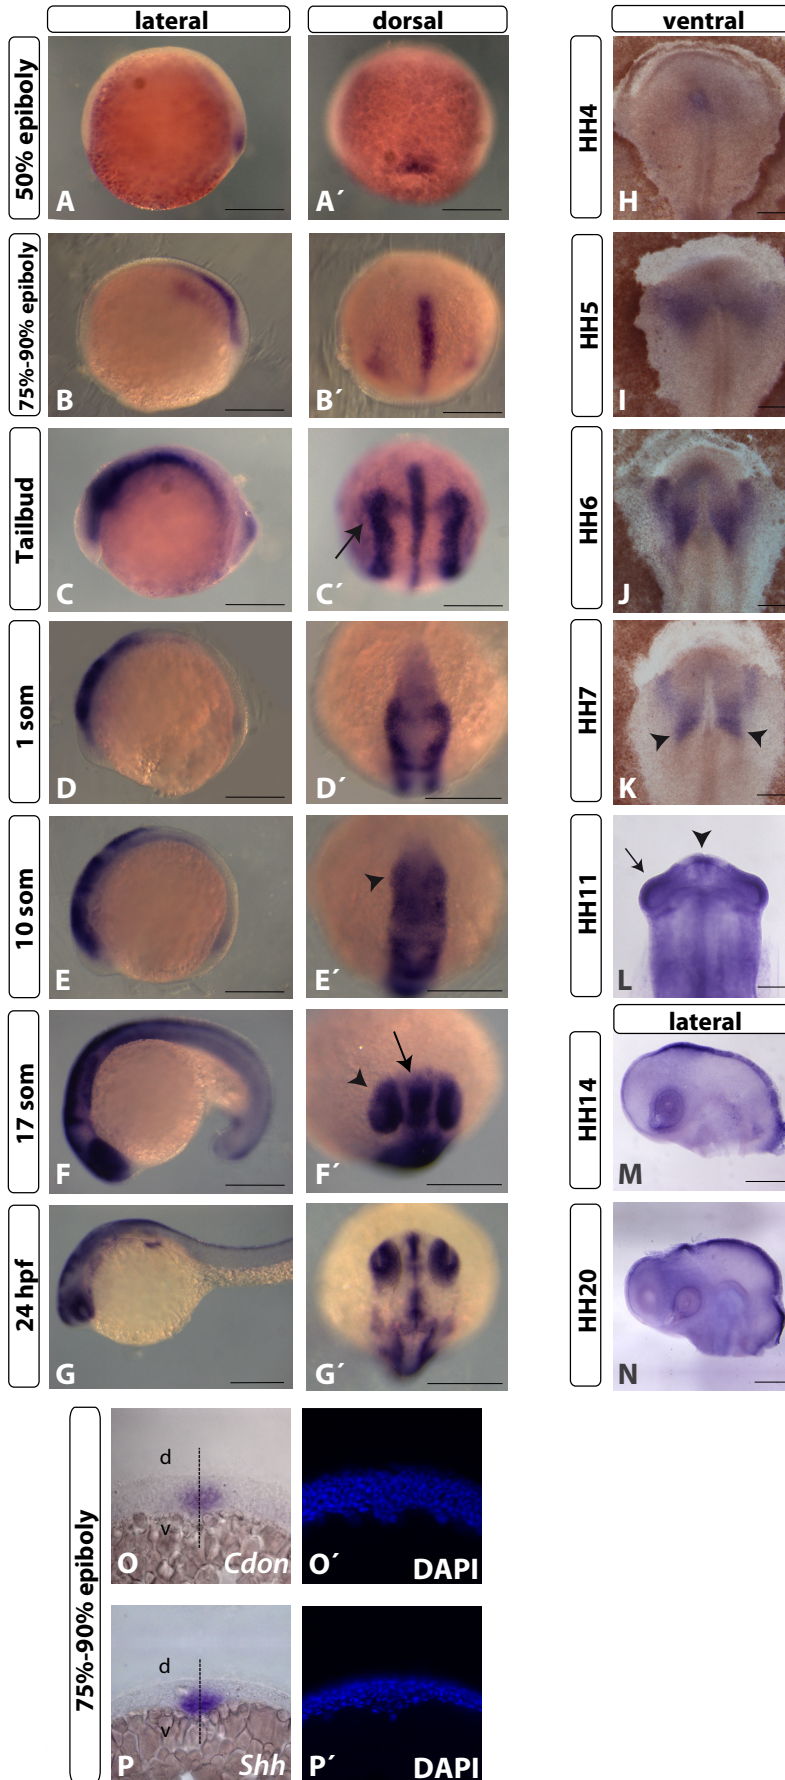 lateral
dorsal
ventral
50% epiboly
A
A´
HH4
H
75%-90% epiboly
B
B´
HH5
I
Tailbud
C
C´
HH6
J
1 som
D
D´
HH7
K
10 som
E
E´
HH11
L
lateral
17 som
F
F´
HH14
M
24 hpf
G
G´
HH20
N
75%-90% epiboly
d
v
O
Cdon
O´
DAPI
d
v
P
Shh
P´
DAPI